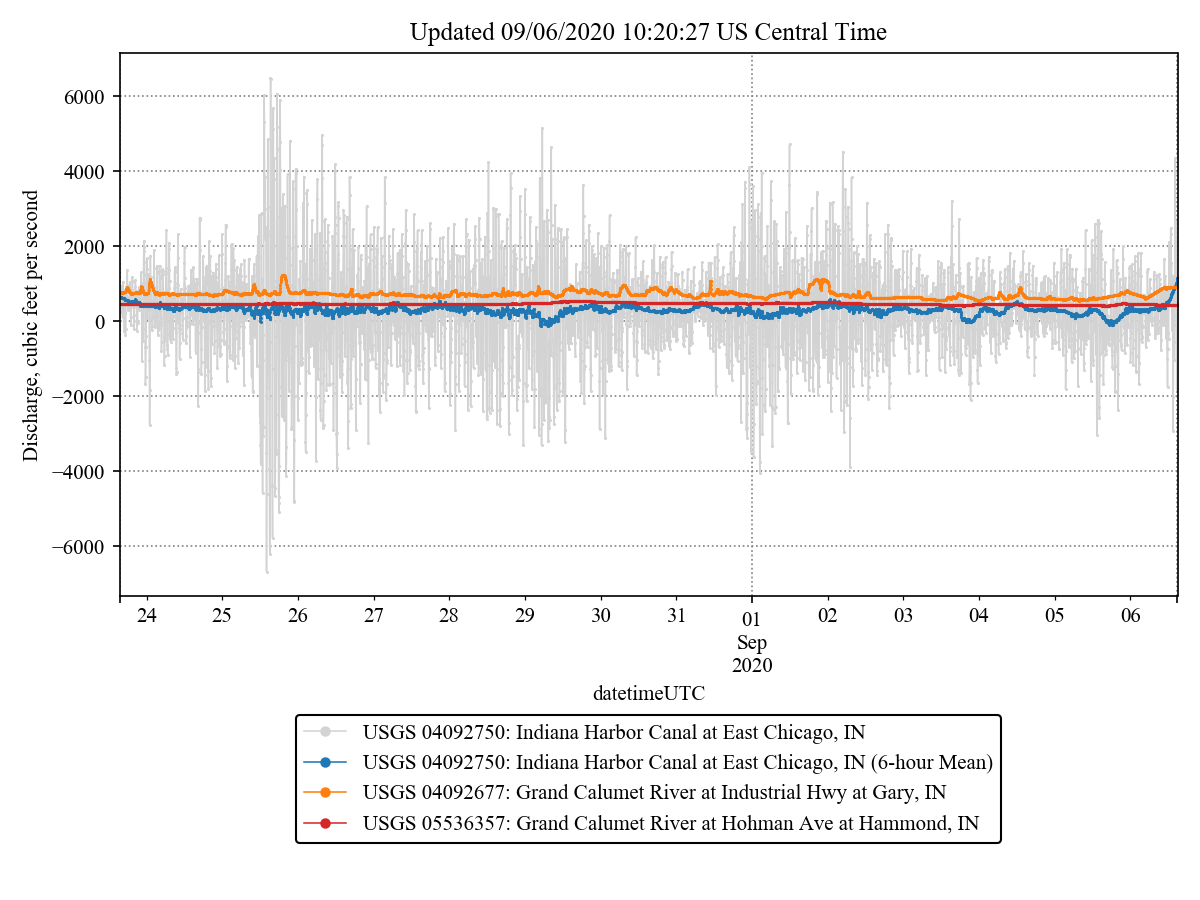 Updated 09/06/2020 10:20:27 US Central Time
Discharge, cubic feet per second
6000
4000
2000
0
−2000
−4000
−6000
24 25 26 27 28 29 30 31 01 02 03 04 05 06
Sep
2020
datetimeUTC
USGS 04092750: Indiana Harbor Canal at East Chicago, IN
USGS 04092750: Indiana Harbor Canal at East Chicago, IN (6-hour Mean)
USGS 04092677: Grand Calumet River at Industrial Hwy at Gary, IN
USGS 05536357: Grand Calumet River at Hohman Ave at Hammond, IN